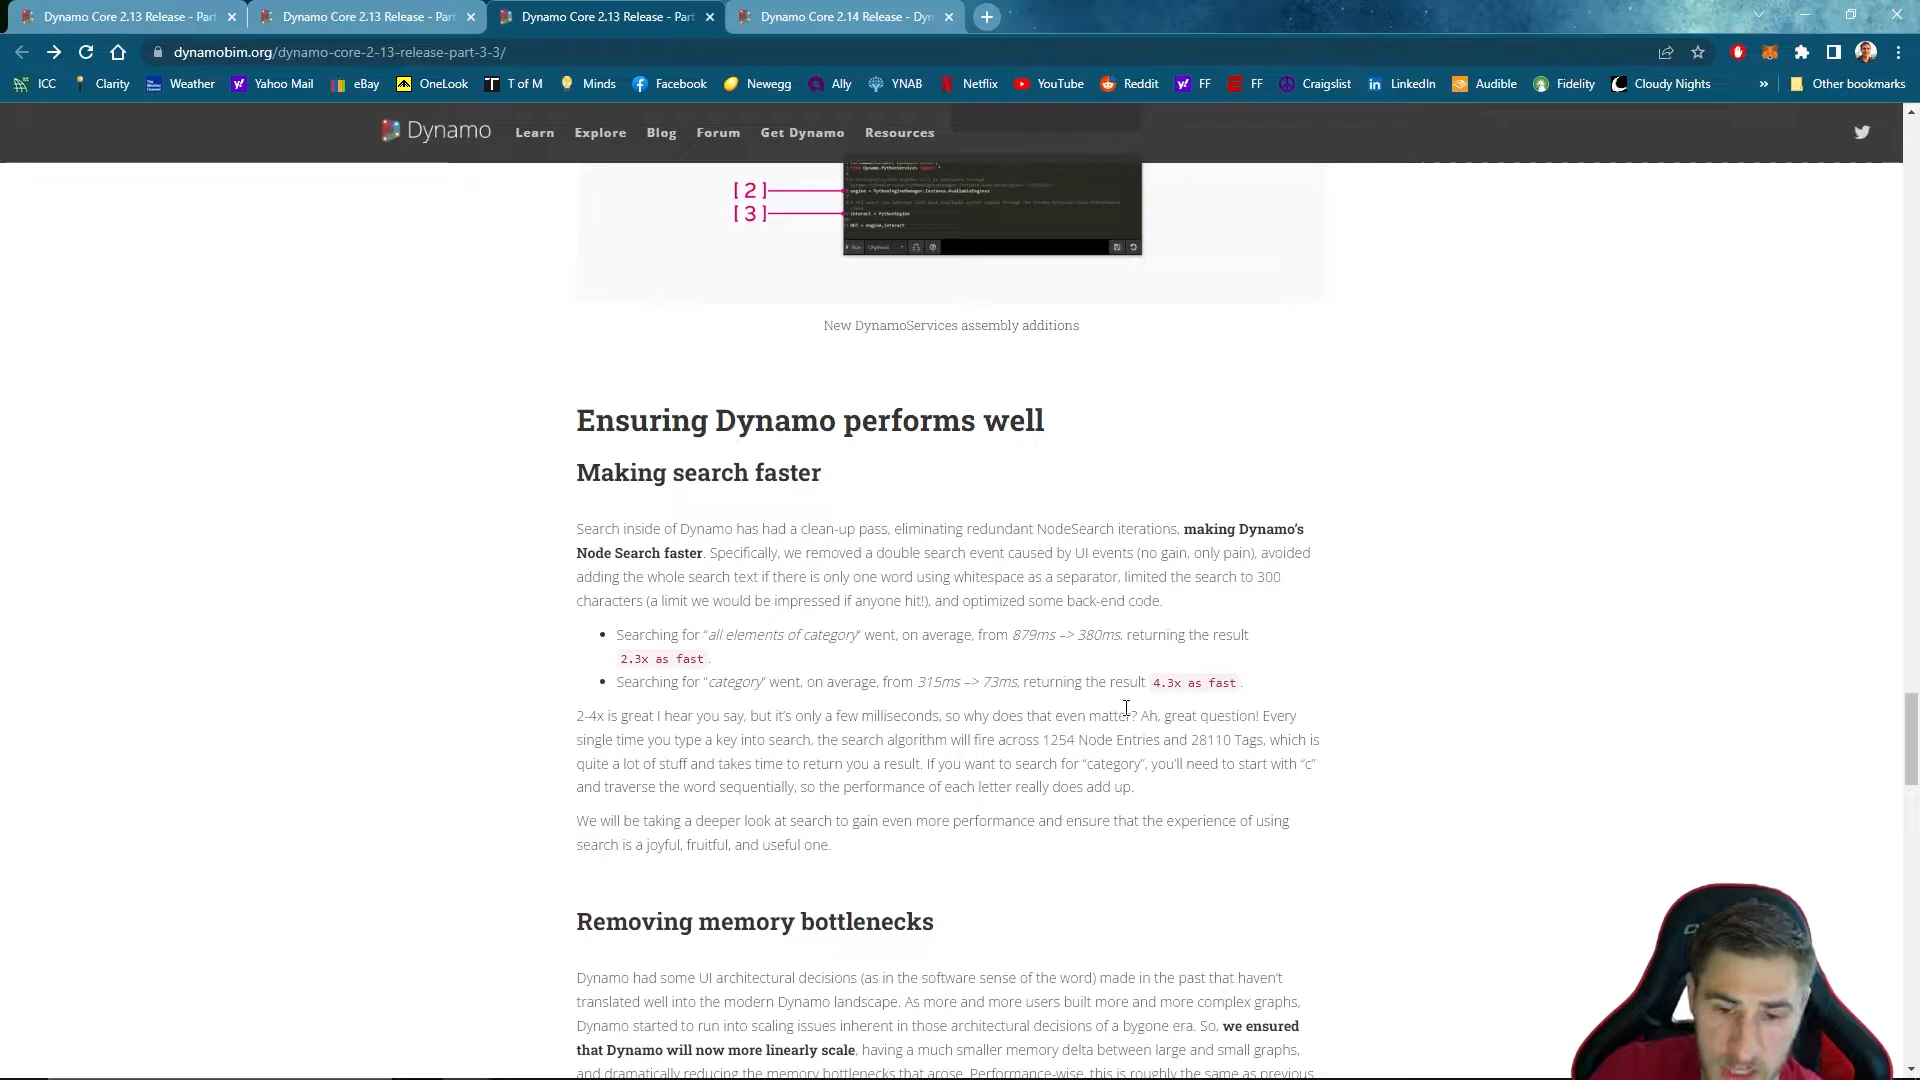 Dynamo Core 2.13 Release - Part
Dynamo Core 2.13 Release - Part
Dynamo Core 2.13 Release - Part
Dynamo Core 2.14 Release - Dyn
dynamobim.org/dynamo-core-2-13-release-part-3-3/
ICC Clarity Weather Yahoo Mail eBay OneLook T of M Minds Facebook Newegg Ally YNAB Netflix YouTube Reddit FF FF Craigslist LinkedIn Audible Fidelity Cloudy Nights » Other bookmarks
Dynamo Learn Explore Blog Forum Get Dynamo Resources
[ 2 ]
[ 3 ]
New DynamoServices assembly additions
Ensuring Dynamo performs well
Making search faster
Search inside of Dynamo has had a clean-up pass, eliminating redundant NodeSearch iterations, making Dynamo’s
Node Search faster. Specifically, we removed a double search event caused by UI events (no gain, only pain), avoided
adding the whole search text if there is only one word using whitespace as a separator, limited the search to 300
characters (a limit we would be impressed if anyone hit!), and optimized some back-end code.
• Searching for “all elements of category“ went, on average, from 879ms –> 380ms, returning the result
2.3x as fast .
• Searching for “category“ went, on average, from 315ms –> 73ms, returning the result 4.3x as fast .
2-4x is great I hear you say, but it’s only a few milliseconds, so why does that even matter? Ah, great question! Every
single time you type a key into search, the search algorithm will fire across 1254 Node Entries and 28110 Tags, which is
quite a lot of stuff and takes time to return you a result. If you want to search for “category”, you’ll need to start with “c”
and traverse the word sequentially, so the performance of each letter really does add up.
We will be taking a deeper look at search to gain even more performance and ensure that the experience of using
search is a joyful, fruitful, and useful one.
Removing memory bottlenecks
Dynamo had some UI architectural decisions (as in the software sense of the word) made in the past that haven’t
translated well into the modern Dynamo landscape. As more and more users built more and more complex graphs,
Dynamo started to run into scaling issues inherent in those architectural decisions of a bygone era. So, we ensured
that Dynamo will now more linearly scale, having a much smaller memory delta between large and small graphs,
and dramatically reducing the memory bottlenecks that arose. Performance-wise, this is roughly the same as previous